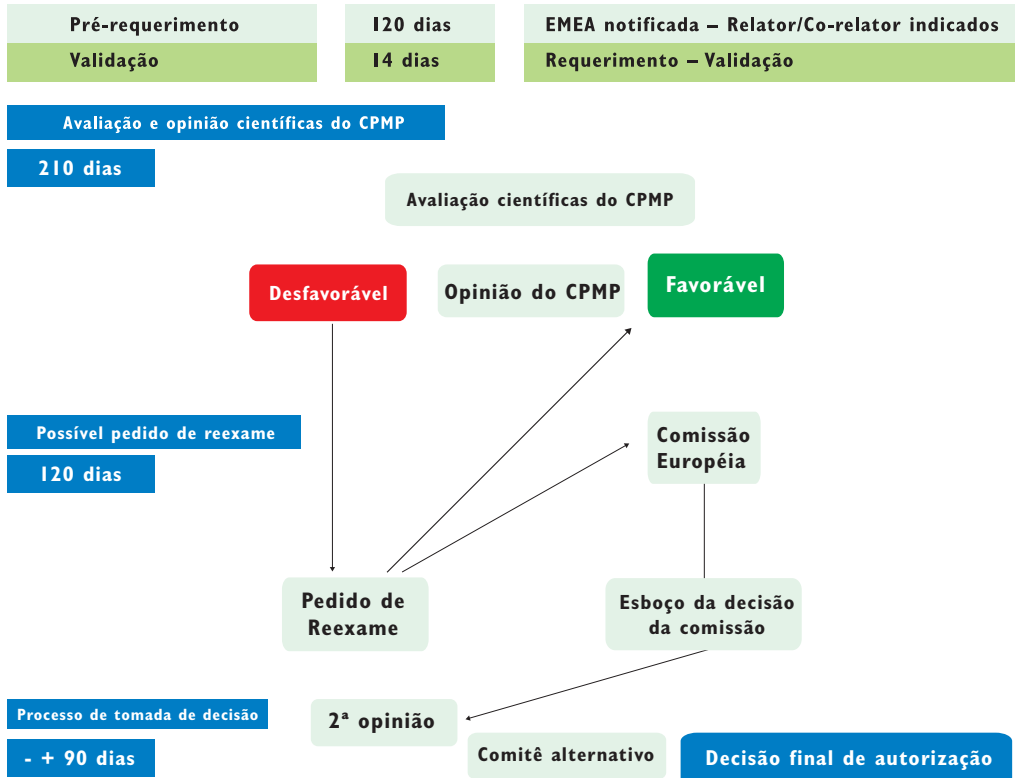 Pré-requerimento 120 dias EMEA notificada – Relator/Co-relator indicados
Validação 14 dias Requerimento – Validação
Avaliação e opinião científicas do CPMP
210 dias
Avaliação científicas do CPMP
Desfavorável Opinião do CPMP Favorável
Possível pedido de reexame
120 dias
Comissão
Européia
Pedido de
Reexame
Esboço da decisão
da comissão
Processo de tomada de decisão
- + 90 dias
2ª opinião
Comitê alternativo
Decisão final de autorização